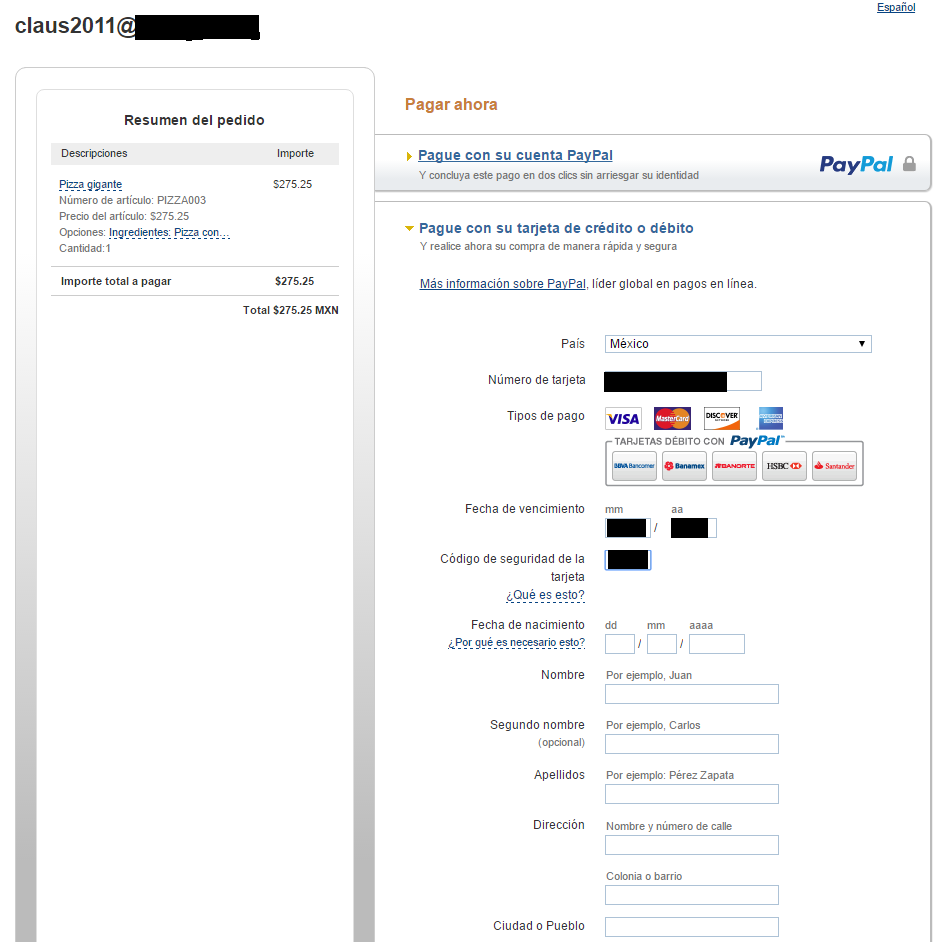 Español
claus2011@
Resumen del pedido
Descripciones Importe
Pizza gigante $275.25
Número de artículo: PIZZA003
Precio del artículo: $275.25
Opciones: Ingredientes: Pizza con...
Cantidad:1
Importe total a pagar $275.25
Total $275.25 MXN
Pagar ahora
Pague con su cuenta PayPal
Y concluya este pago en dos clics sin arriesgar su identidad
PayPal
Pague con su tarjeta de crédito o débito
Y realice ahora su compra de manera rápida y segura
Más información sobre PayPal, líder global en pagos en línea.
País México
Número de tarjeta
Tipos de pago VISA MasterCard DISCOVER AMERICAN EXPRESS
TARJETAS DÉBITO CON PayPal
BBVA Bancomer Banamex BANORTE HSBC Santander
Fecha de vencimiento mm aa
/
Código de seguridad de la
tarjeta
¿Qué es esto?
Fecha de nacimiento dd mm aaaa
¿Por qué es necesario esto? / /
Nombre Por ejemplo, Juan
Segundo nombre Por ejemplo, Carlos
(opcional)
Apellidos Por ejemplo: Pérez Zapata
Dirección Nombre y número de calle
Colonia o barrio
Ciudad o Pueblo